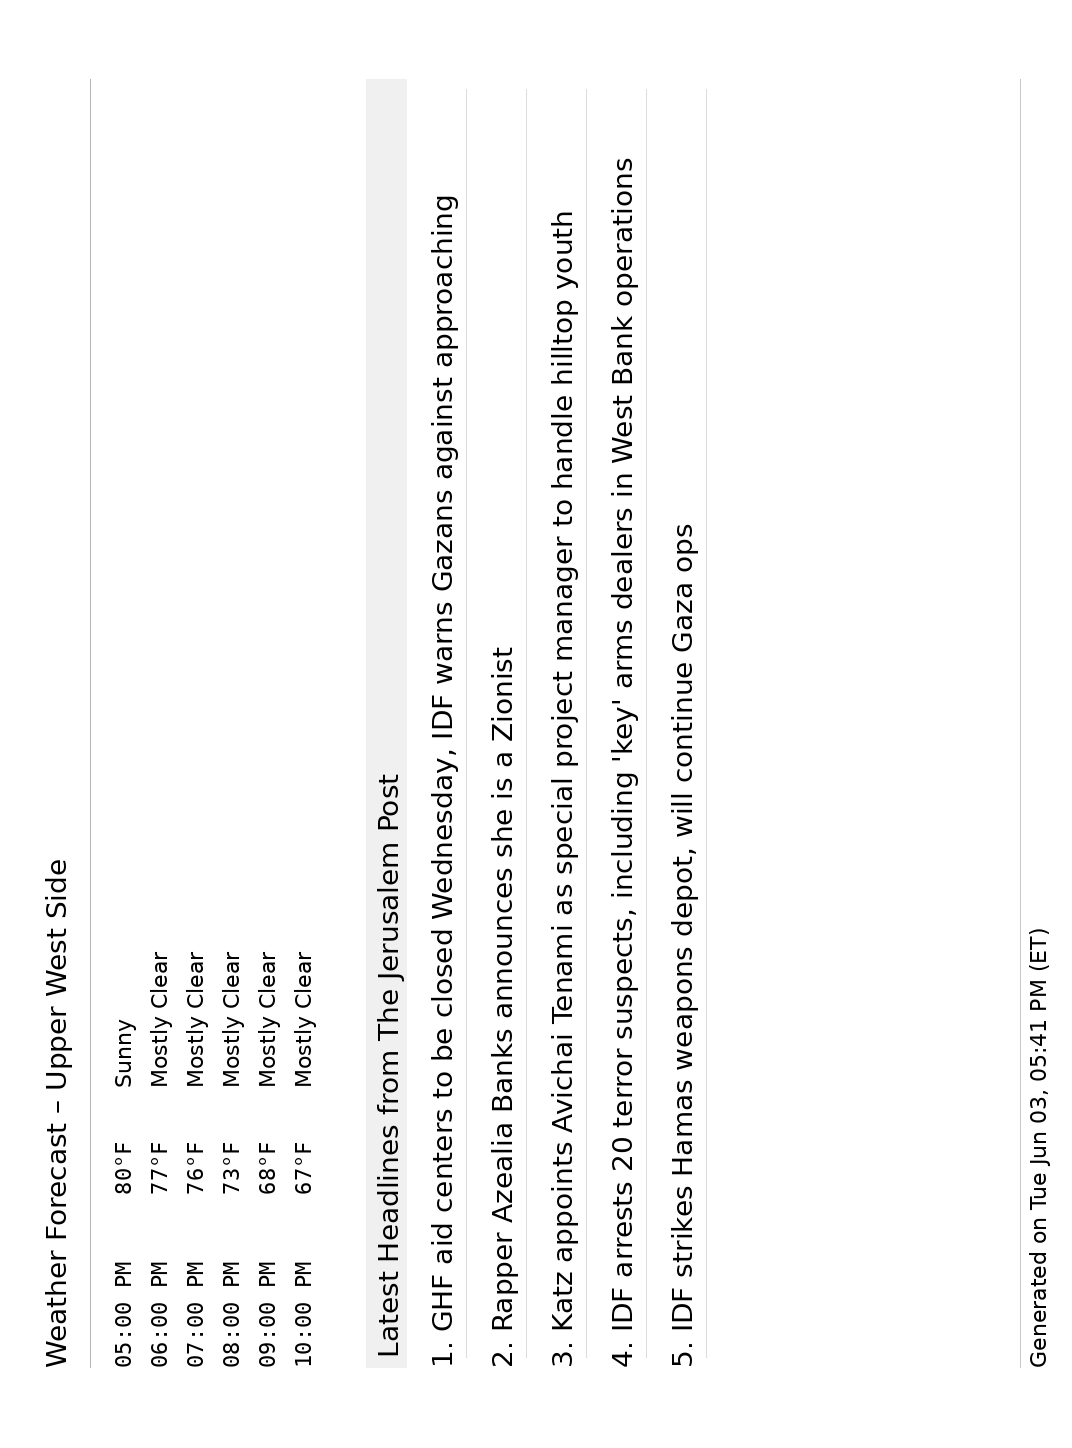 Weather Forecast – Upper West Side
05:00 PM 80°F Sunny
06:00 PM 77°F Mostly Clear
07:00 PM 76°F Mostly Clear
08:00 PM 73°F Mostly Clear
09:00 PM 68°F Mostly Clear
10:00 PM 67°F Mostly Clear
Latest Headlines from The Jerusalem Post
1. GHF aid centers to be closed Wednesday, IDF warns Gazans against approaching
2. Rapper Azealia Banks announces she is a Zionist
3. Katz appoints Avichai Tenami as special project manager to handle hilltop youth
4. IDF arrests 20 terror suspects, including 'key' arms dealers in West Bank operations
5. IDF strikes Hamas weapons depot, will continue Gaza ops
Generated on Tue Jun 03, 05:41 PM (ET)